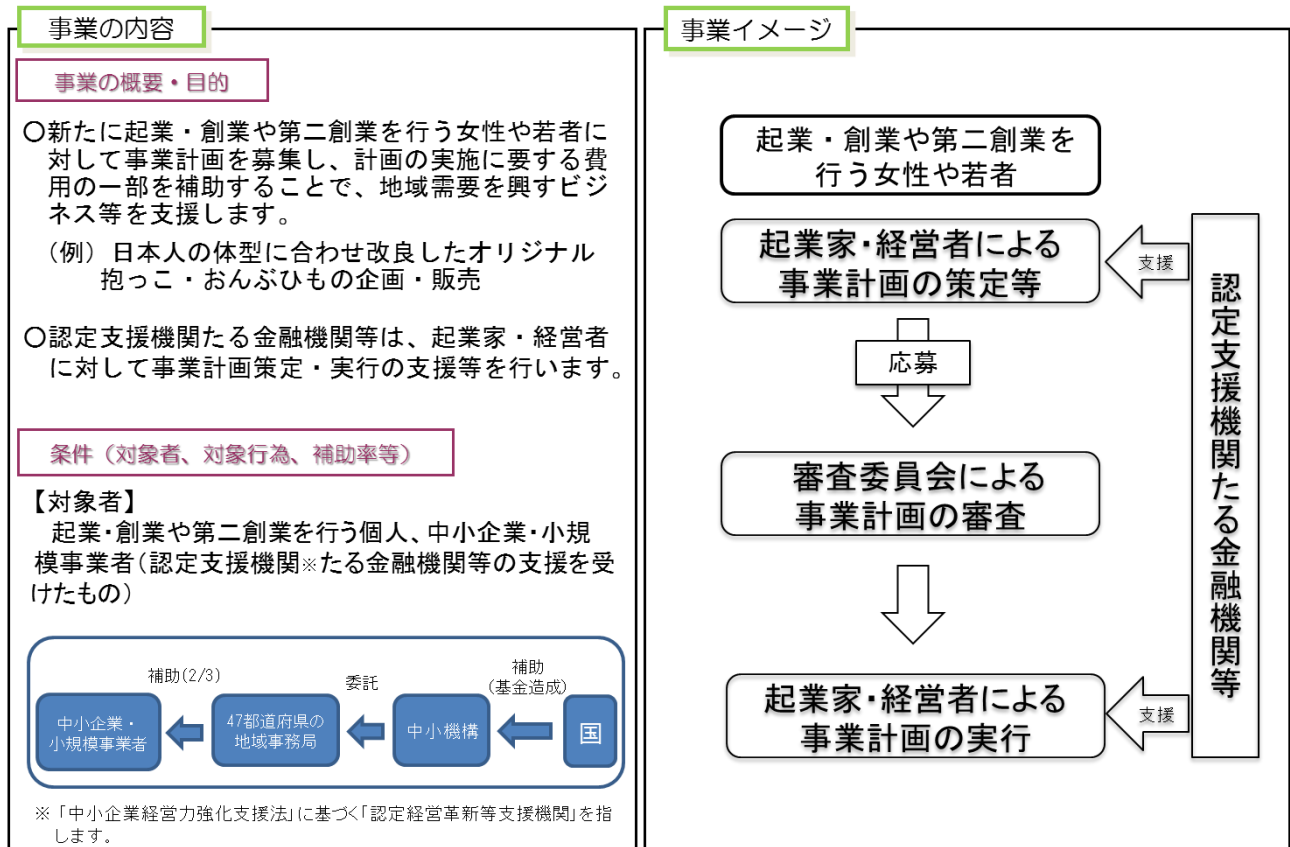 事業の内容
事業の概要・目的
〇新たに起業・創業や第二創業を行う女性や若者に
対して事業計画を募集し、計画の実施に要する費
用の一部を補助することで、地域需要を興すビジ
ネス等を支援します。
（例）日本人の体型に合わせ改良したオリジナル
抱っこ・おんぶひもの企画・販売
〇認定支援機関たる金融機関等は、起業家・経営者
に対して事業計画策定・実行の支援等を行います。
条件（対象者、対象行為、補助率等）
【対象者】
起業・創業や第二創業を行う個人、中小企業・小規
模事業者（認定支援機関※たる金融機関等の支援を受
けたもの）
補助(2/3)
委託
補助
(基金造成)
中小企業・
小規模事業者
47都道府県の
地域事務局
中小機構
国
※「中小企業経営力強化支援法」に基づく「認定経営革新等支援機関」を指
します。
事業イメージ
起業・創業や第二創業を
行う女性や若者
起業家・経営者による
事業計画の策定等
支援
応募
審査委員会による
事業計画の審査
起業家・経営者による
事業計画の実行
支援
認定支援機関たる金融機関等